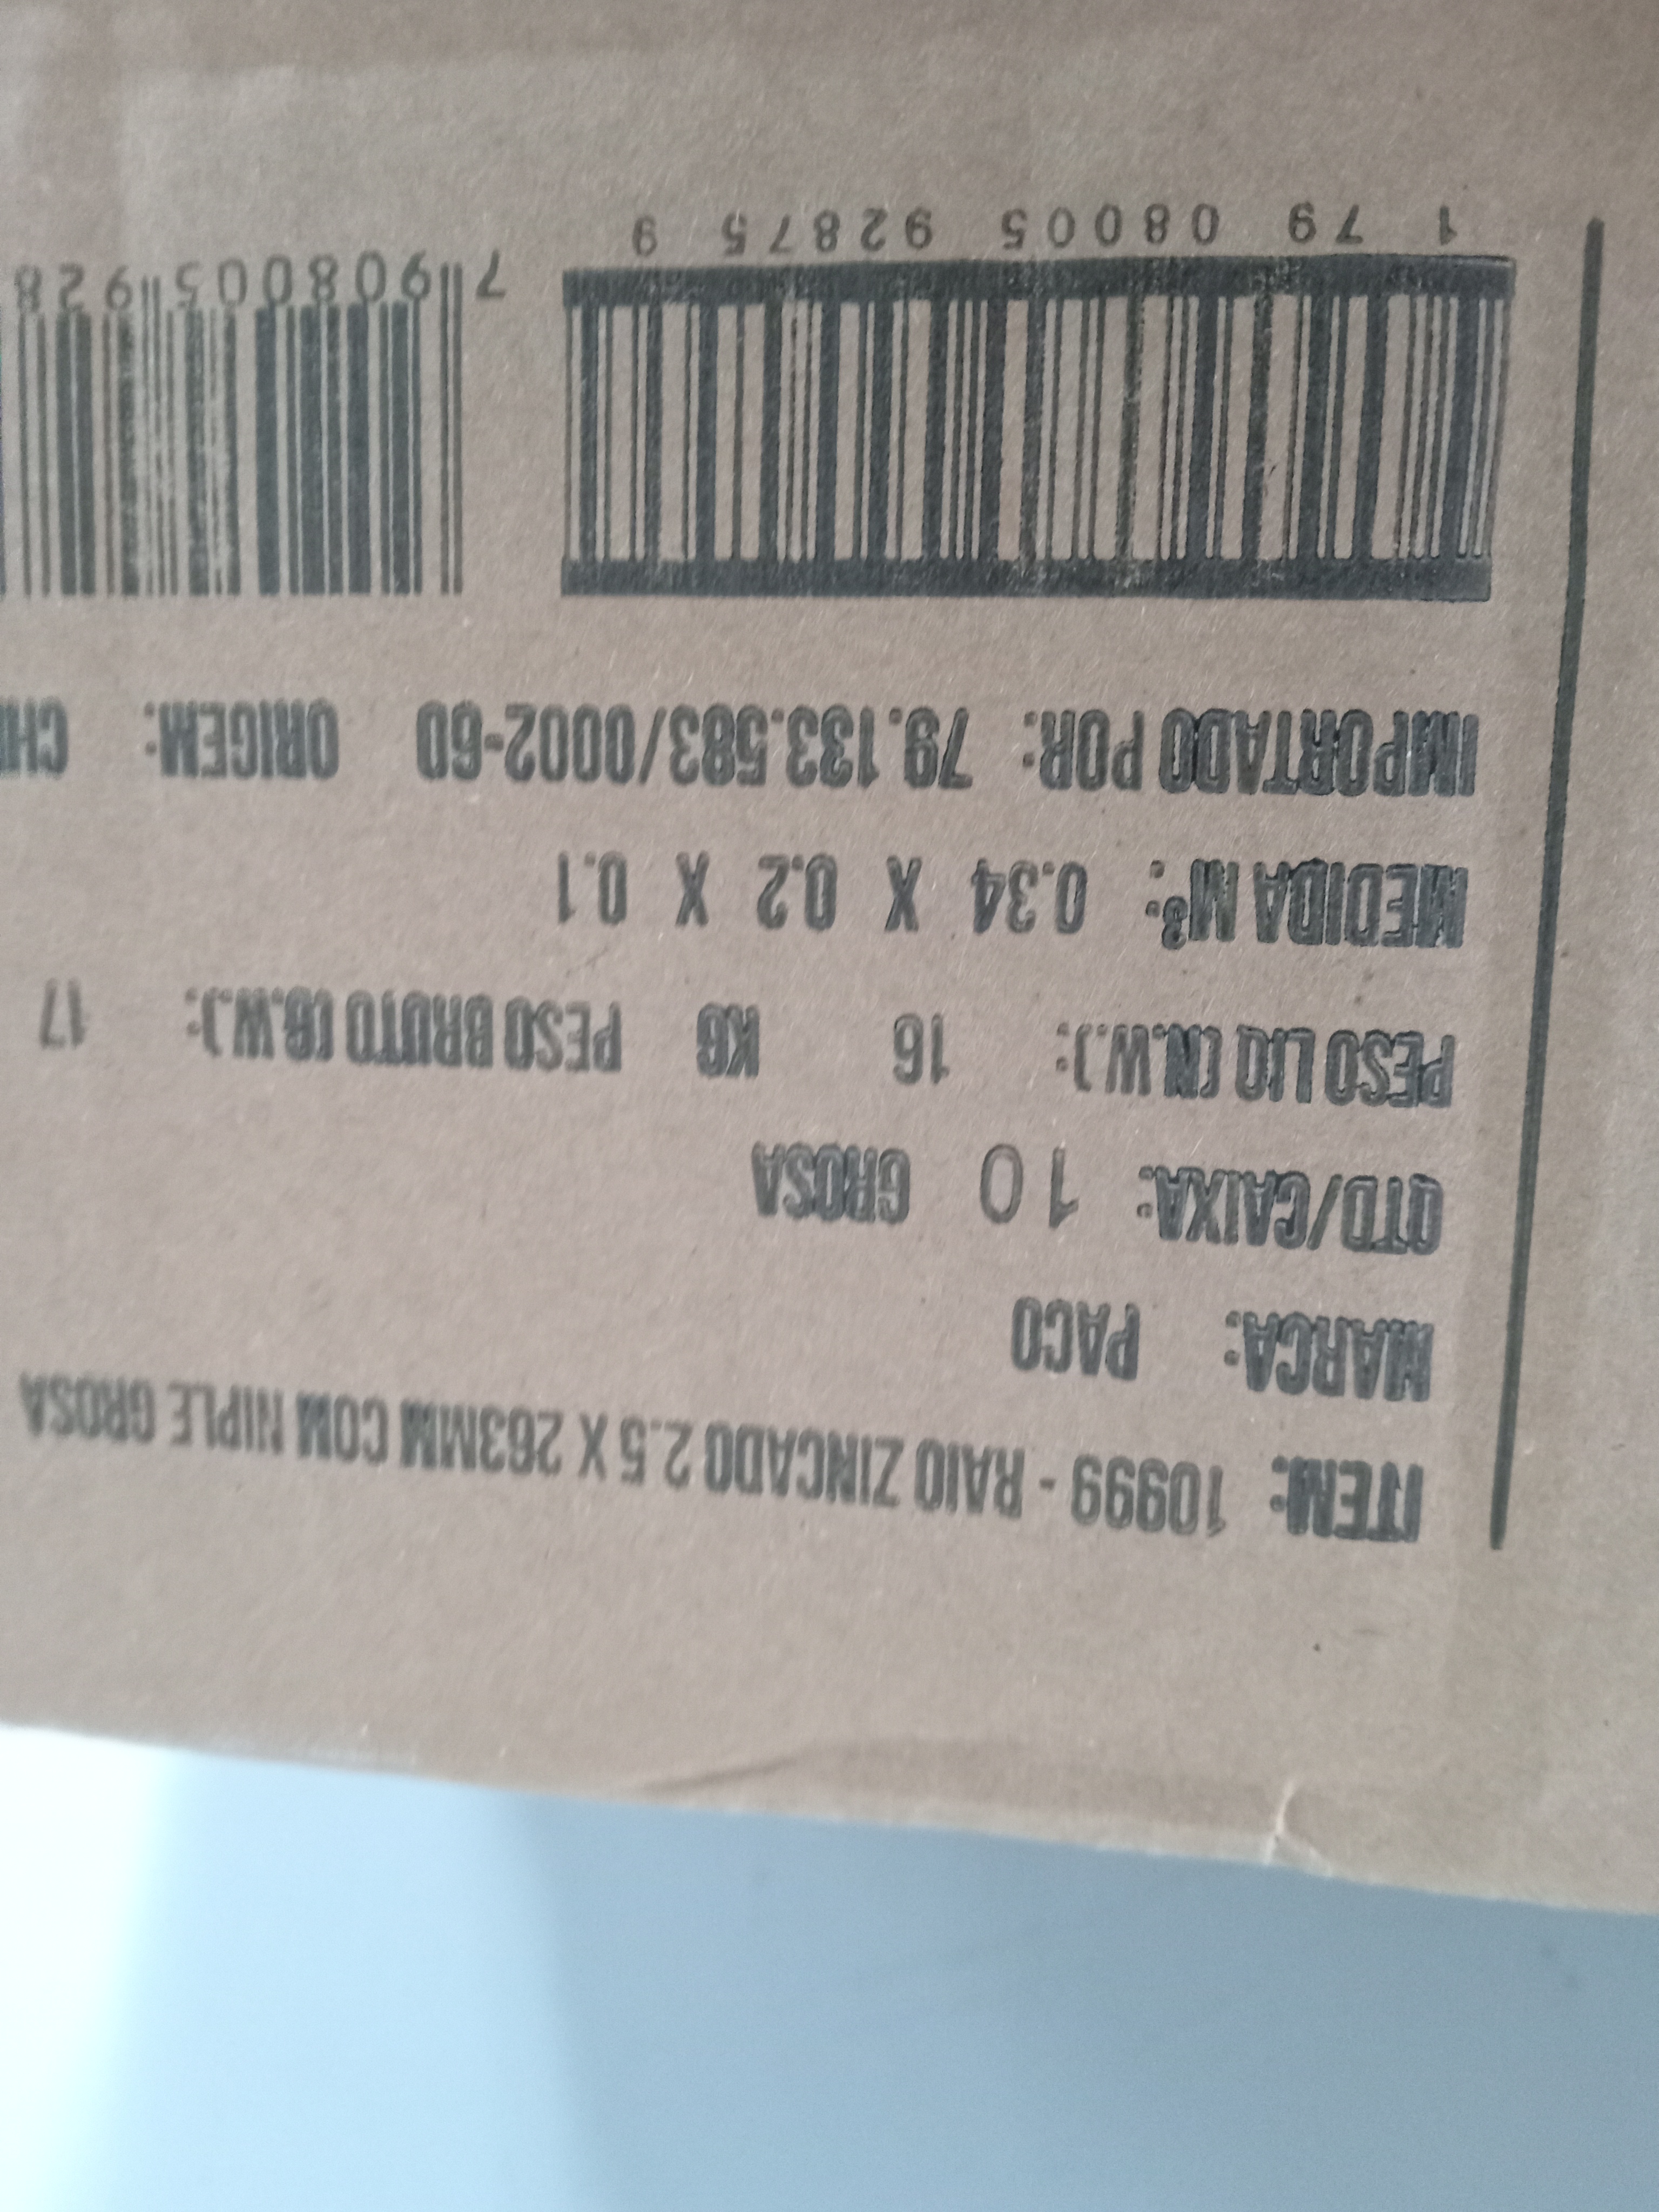 ITEM: 10999 - RAIO ZINCADO 2.5 X 263MM COM NIPLE GROSA
MARCA: PACO
QTD/CAIXA: 10 GROSA
PESO LIQ (N.W.): 16 KG PESO BRUTO (G.W.): 17
MEDIDA M³: 0.34 X 0.2 X 0.1
IMPORTADO POR: 79.133.583/0002-60 ORIGEM:
1 79 08005 92875 9
7 908005 928